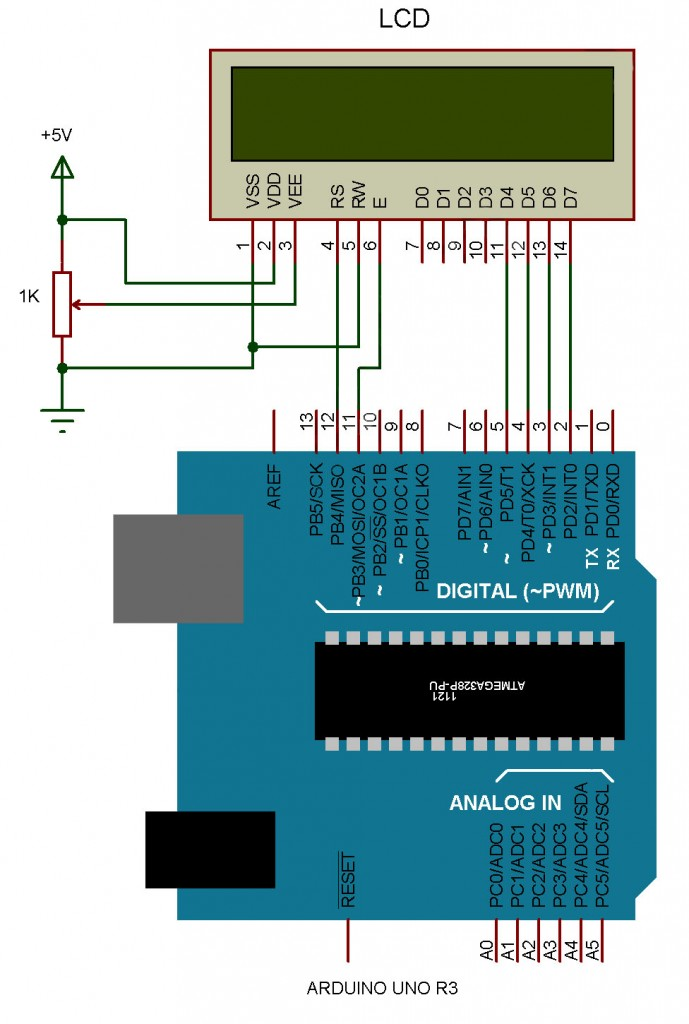 LCD
+5V
VSS
VDD
VEE
RS
RW
E
D0
D1
D2
D3
D4
D5
D6
D7
1
2
3
4
5
6
7
8
9
10
11
12
13
14
1K
13
12
11
10
9
8
7
6
5
4
3
2
1
0
AREF
PB5/SCK
PB4/MISO
~PB3/MOSI/OC2A
~ PB2/SS/OC1B
~ PB1/OC1A
PB0/ICP1/CLKO
PD7/AIN1
~ PD6/AIN0
~ PD5/T1
PD4/T0/XCK
~ PD3/INT1
PD2/INT0
TX PD1/TXD
RX PD0/RXD
DIGITAL (~PWM)
ATMEGA328P-PU
1121
ANALOG IN
RESET
PC0/ADC0
PC1/ADC1
PC2/ADC2
PC3/ADC3
PC4/ADC4/SDA
PC5/ADC5/SCL
A0
A1
A2
A3
A4
A5
ARDUINO UNO R3